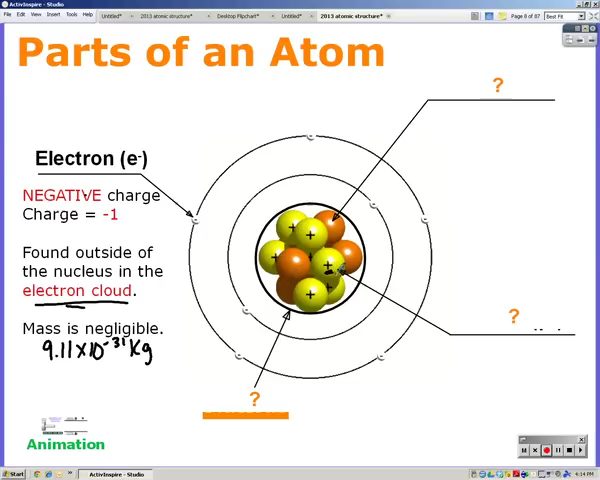 ActivInspire - Studio
File Edit View Insert Tools Help
Untitled*
2013 atomic structure*
Desktop Flipchart*
Untitled*
2013 atomic structure*
Page 8 of 87
Best Fit
Parts of an Atom
?
Electron (e-)
NEGATIVE charge
Charge = -1
Found outside of
the nucleus in the
electron cloud.
Mass is negligible.
9.11x10-31 Kg
+
+
+
+
+
+
?
?
Animation
Start
ActivInspire - Studio
4:14 PM